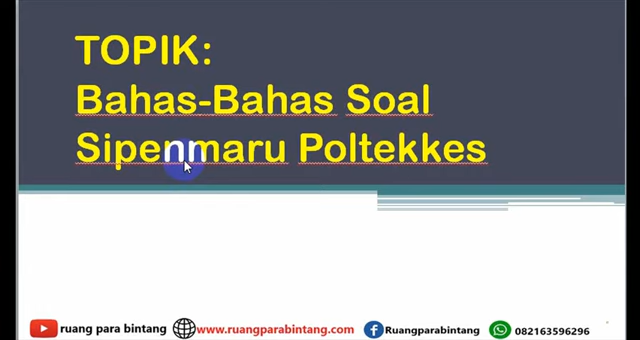 TOPIK:
Bahas-Bahas Soal
Sipenmaru Poltekkes
ruang para bintang www.ruangparabintang.com Ruangparabintang 082163596296